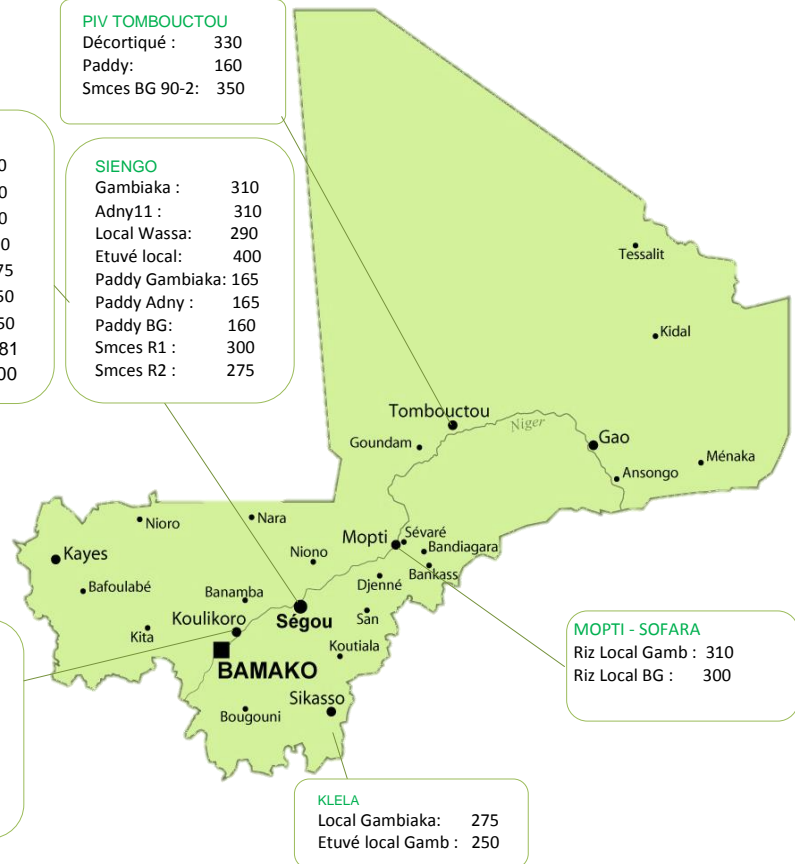 PIV TOMBOUCTOU
Décortiqué : 330
Paddy: 160
Smces BG 90-2: 350
SIENGO
Gambiaka : 310
Adny11 : 310
Local Wassa: 290
Etuvé local: 400
Paddy Gambiaka: 165
Paddy Adny : 165
Paddy BG: 160
Smces R1 : 300
Smces R2 : 275
Tessalit
Kidal
Tombouctou
Niger
Goundam
Gao
Ménaka
Ansongo
Nioro
Nara
Mopti
Sévaré
Bandiagara
Kayes
Niono
Bankass
Bafoulabé
Banamba
Djenné
Koulikoro
Ségou
San
Kita
Koutiala
BAMAKO
Sikasso
Bougouni
MOPTI - SOFARA
Riz Local Gamb : 310
Riz Local BG : 300
KLELA
Local Gambiaka: 275
Etuvé local Gamb : 250